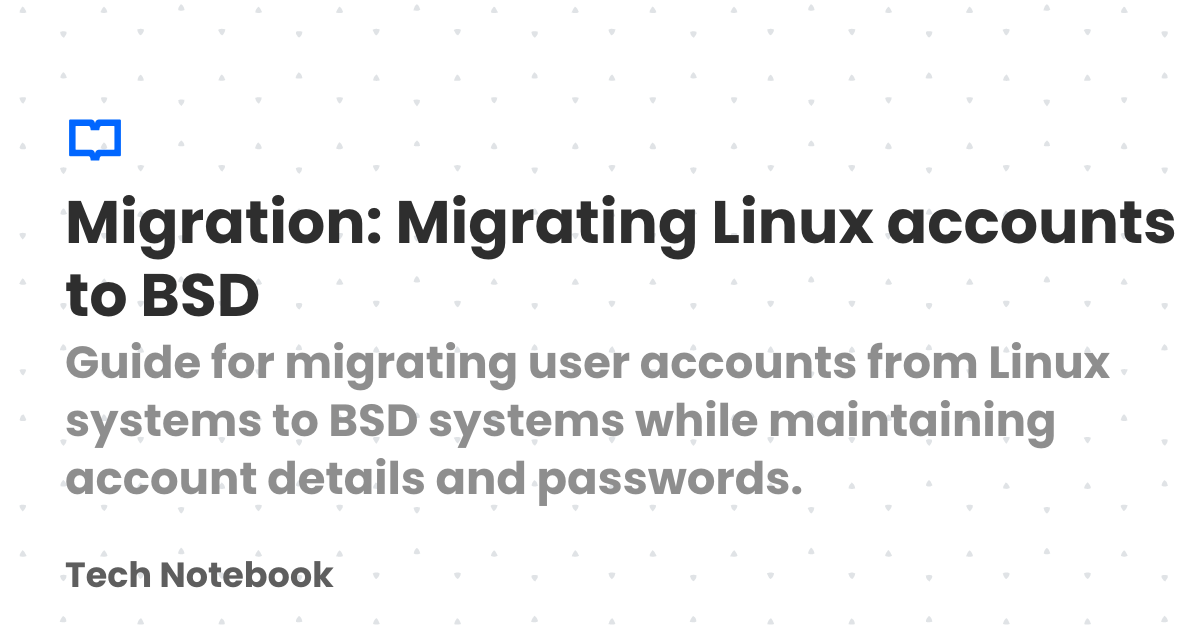 Migration: Migrating Linux accounts
to BSD
Guide for migrating user accounts from Linux
systems to BSD systems while maintaining
account details and passwords.
Tech Notebook